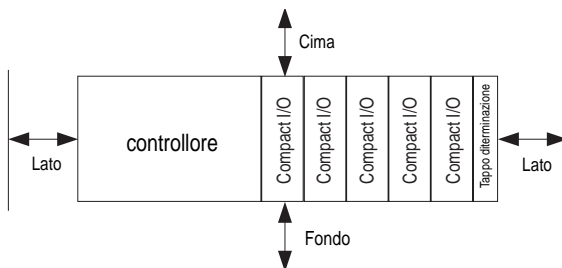 Cima
Lato
controllore
Compact I/O
Compact I/O
Compact I/O
Compact I/O
Compact I/O
Tappo diterminazione
Lato
Fondo